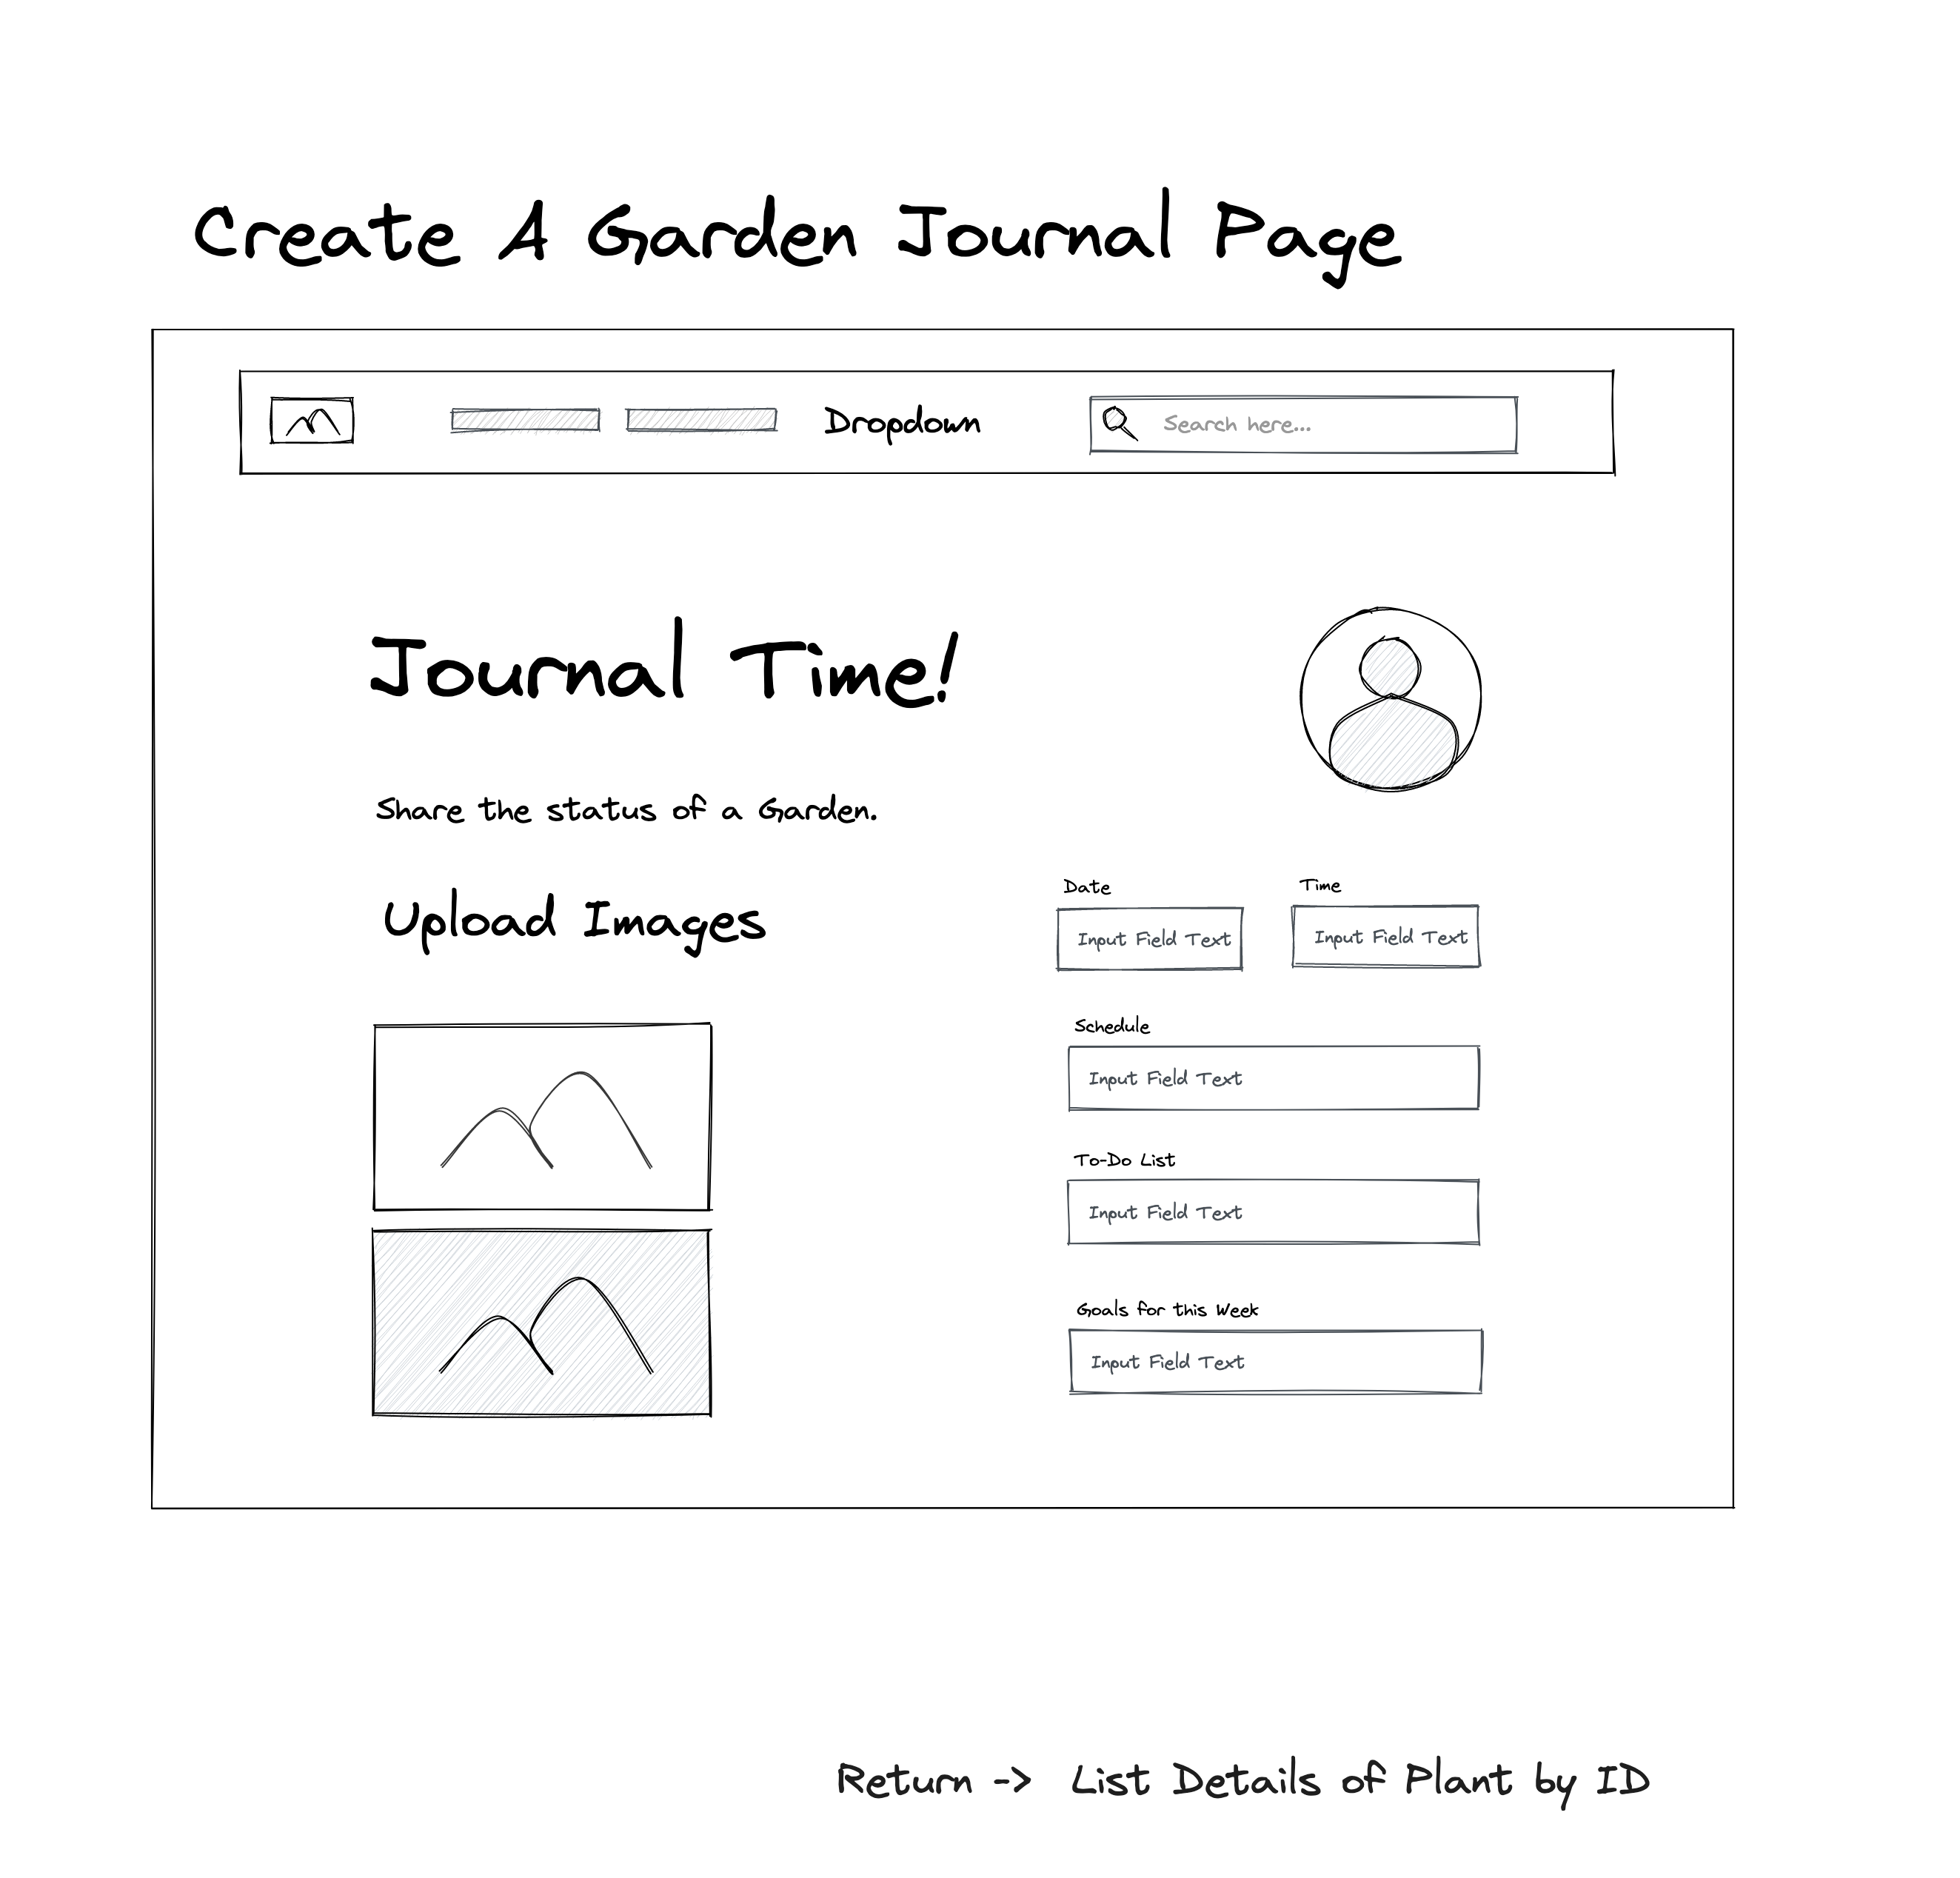 Create A Garden Journal Page
Dropdown
Search here...
Journal Time!
Share the status of a Garden.
Upload Images
Date
Time
Input Field Text
Input Field Text
Schedule
Input Field Text
To-Do List
Input Field Text
Goals for this Week
Input Field Text
Return -> List Details of Plant by ID